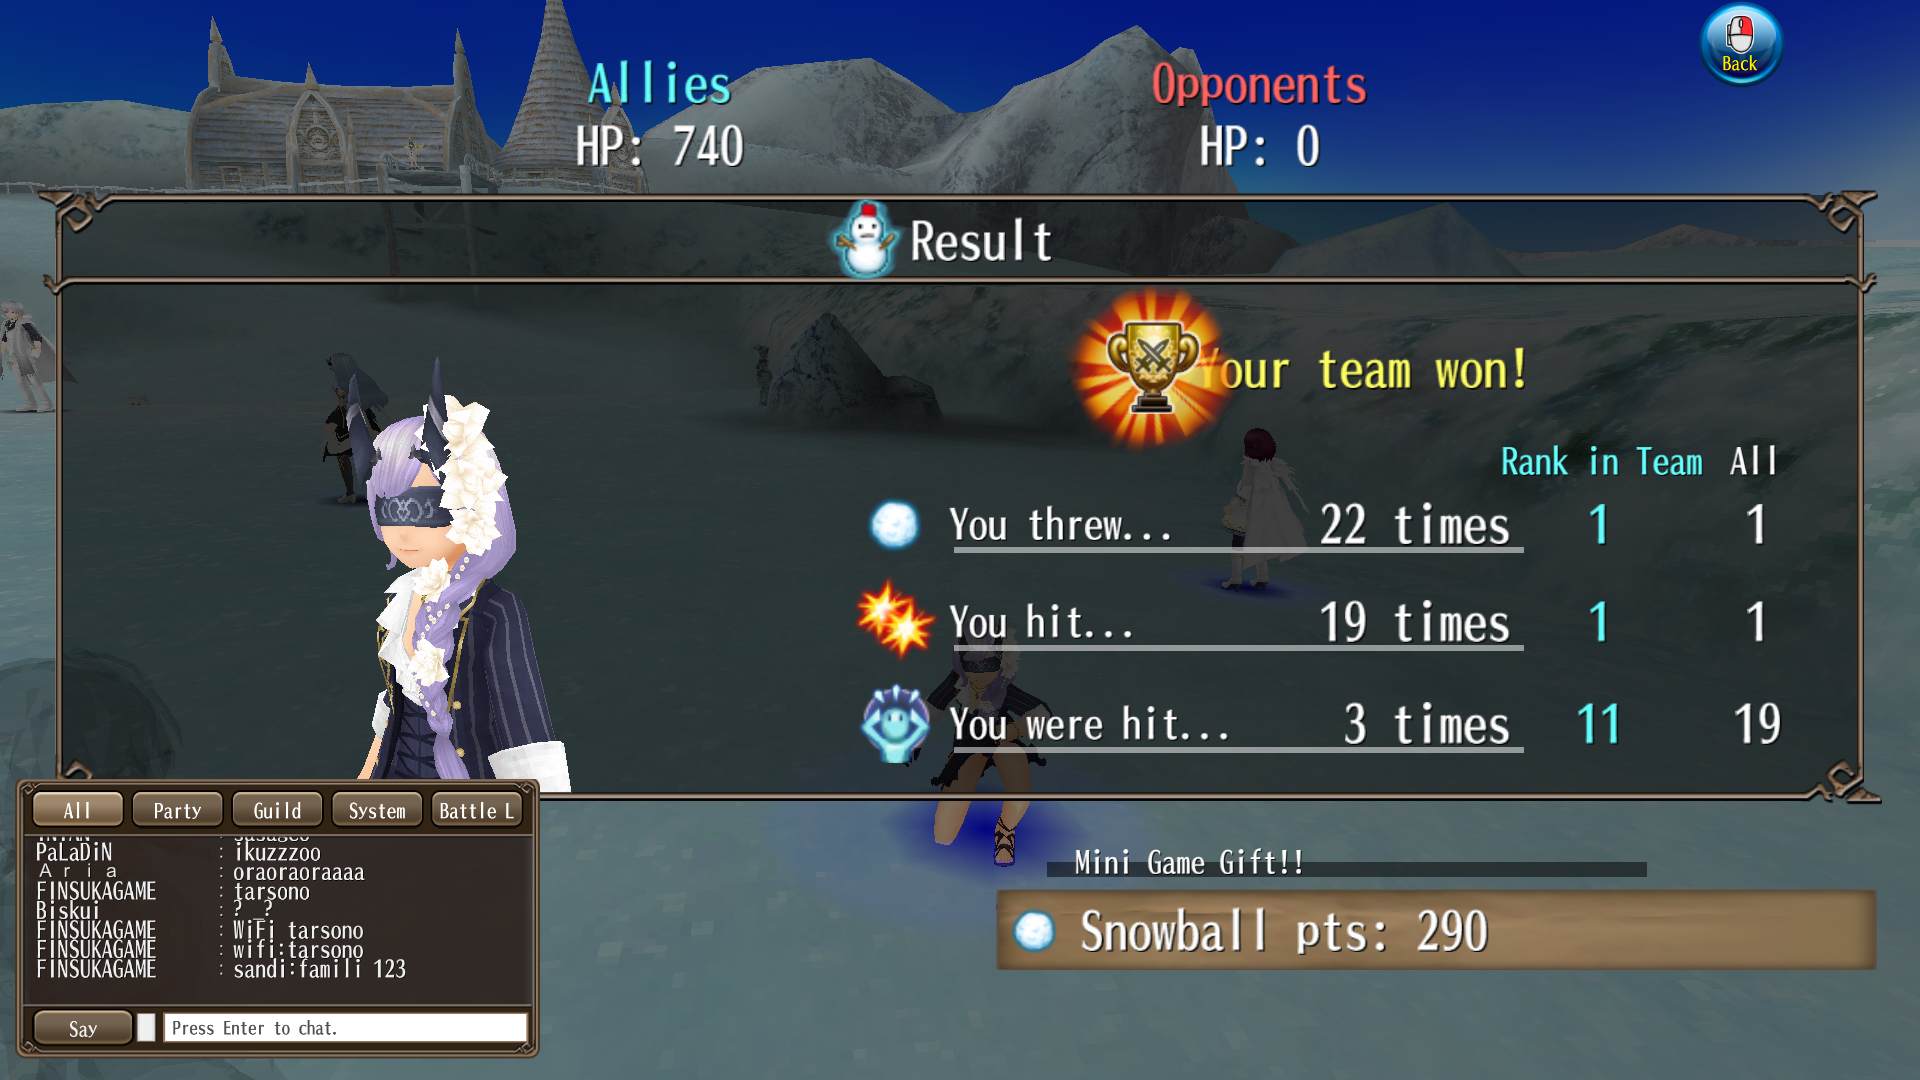 Back
Allies
Opponents
HP: 740
HP: 0
Result
Your team won!
Rank in Team All
You threw... 22 times 1 1
You hit... 19 times 1 1
You were hit... 3 times 11 19
All Party Guild System Battle L
PaLaDiN : ikuzzzoo
Aria : oraoraoraaaa
FINSUKAGAME : tarsono
Biskui : ?_?
FINSUKAGAME : WiFi tarsono
FINSUKAGAME : wifi:tarsono
FINSUKAGAME : sandi:famili 123
Say Press Enter to chat.
Mini Game Gift!!
Snowball pts: 290